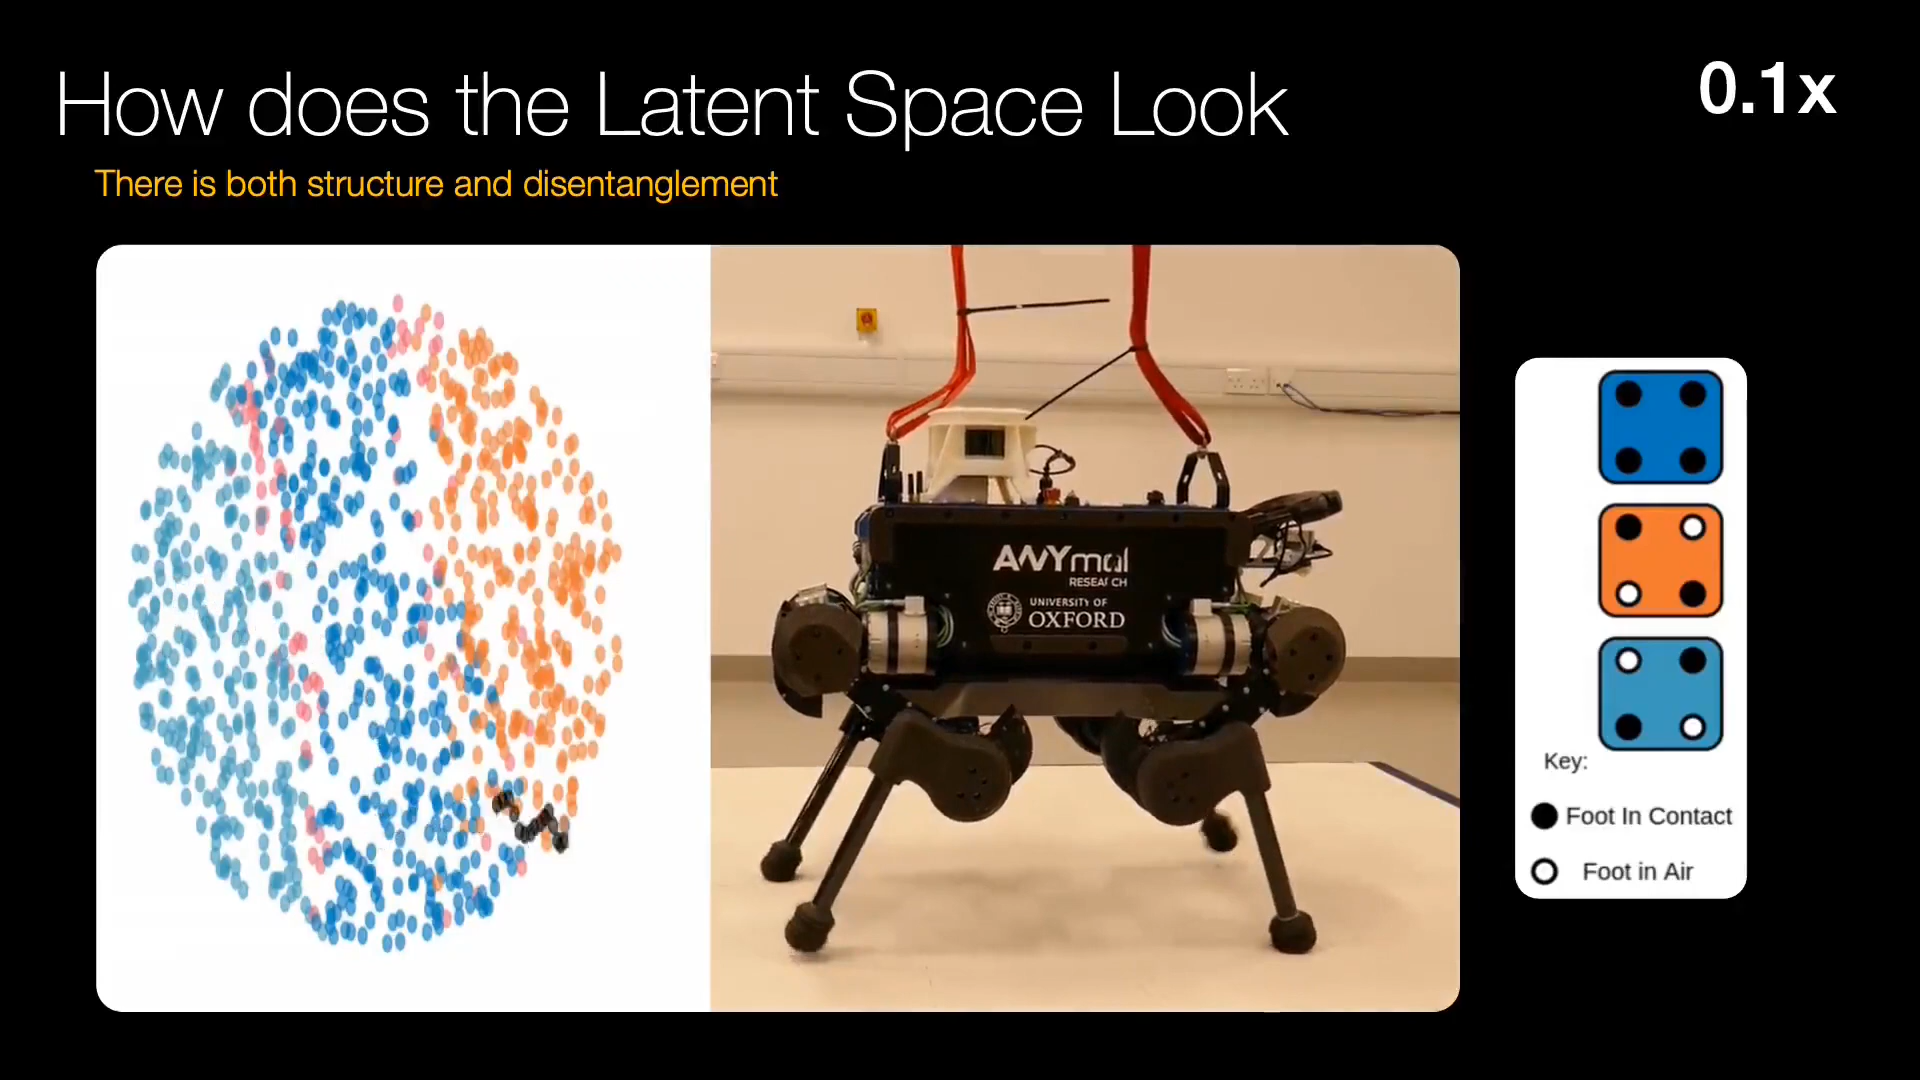 How does the Latent Space Look
0.1x
There is both structure and disentanglement
ANYmal
RESEARCH
UNIVERSITY OF
OXFORD
Key:
Foot In Contact
Foot in Air